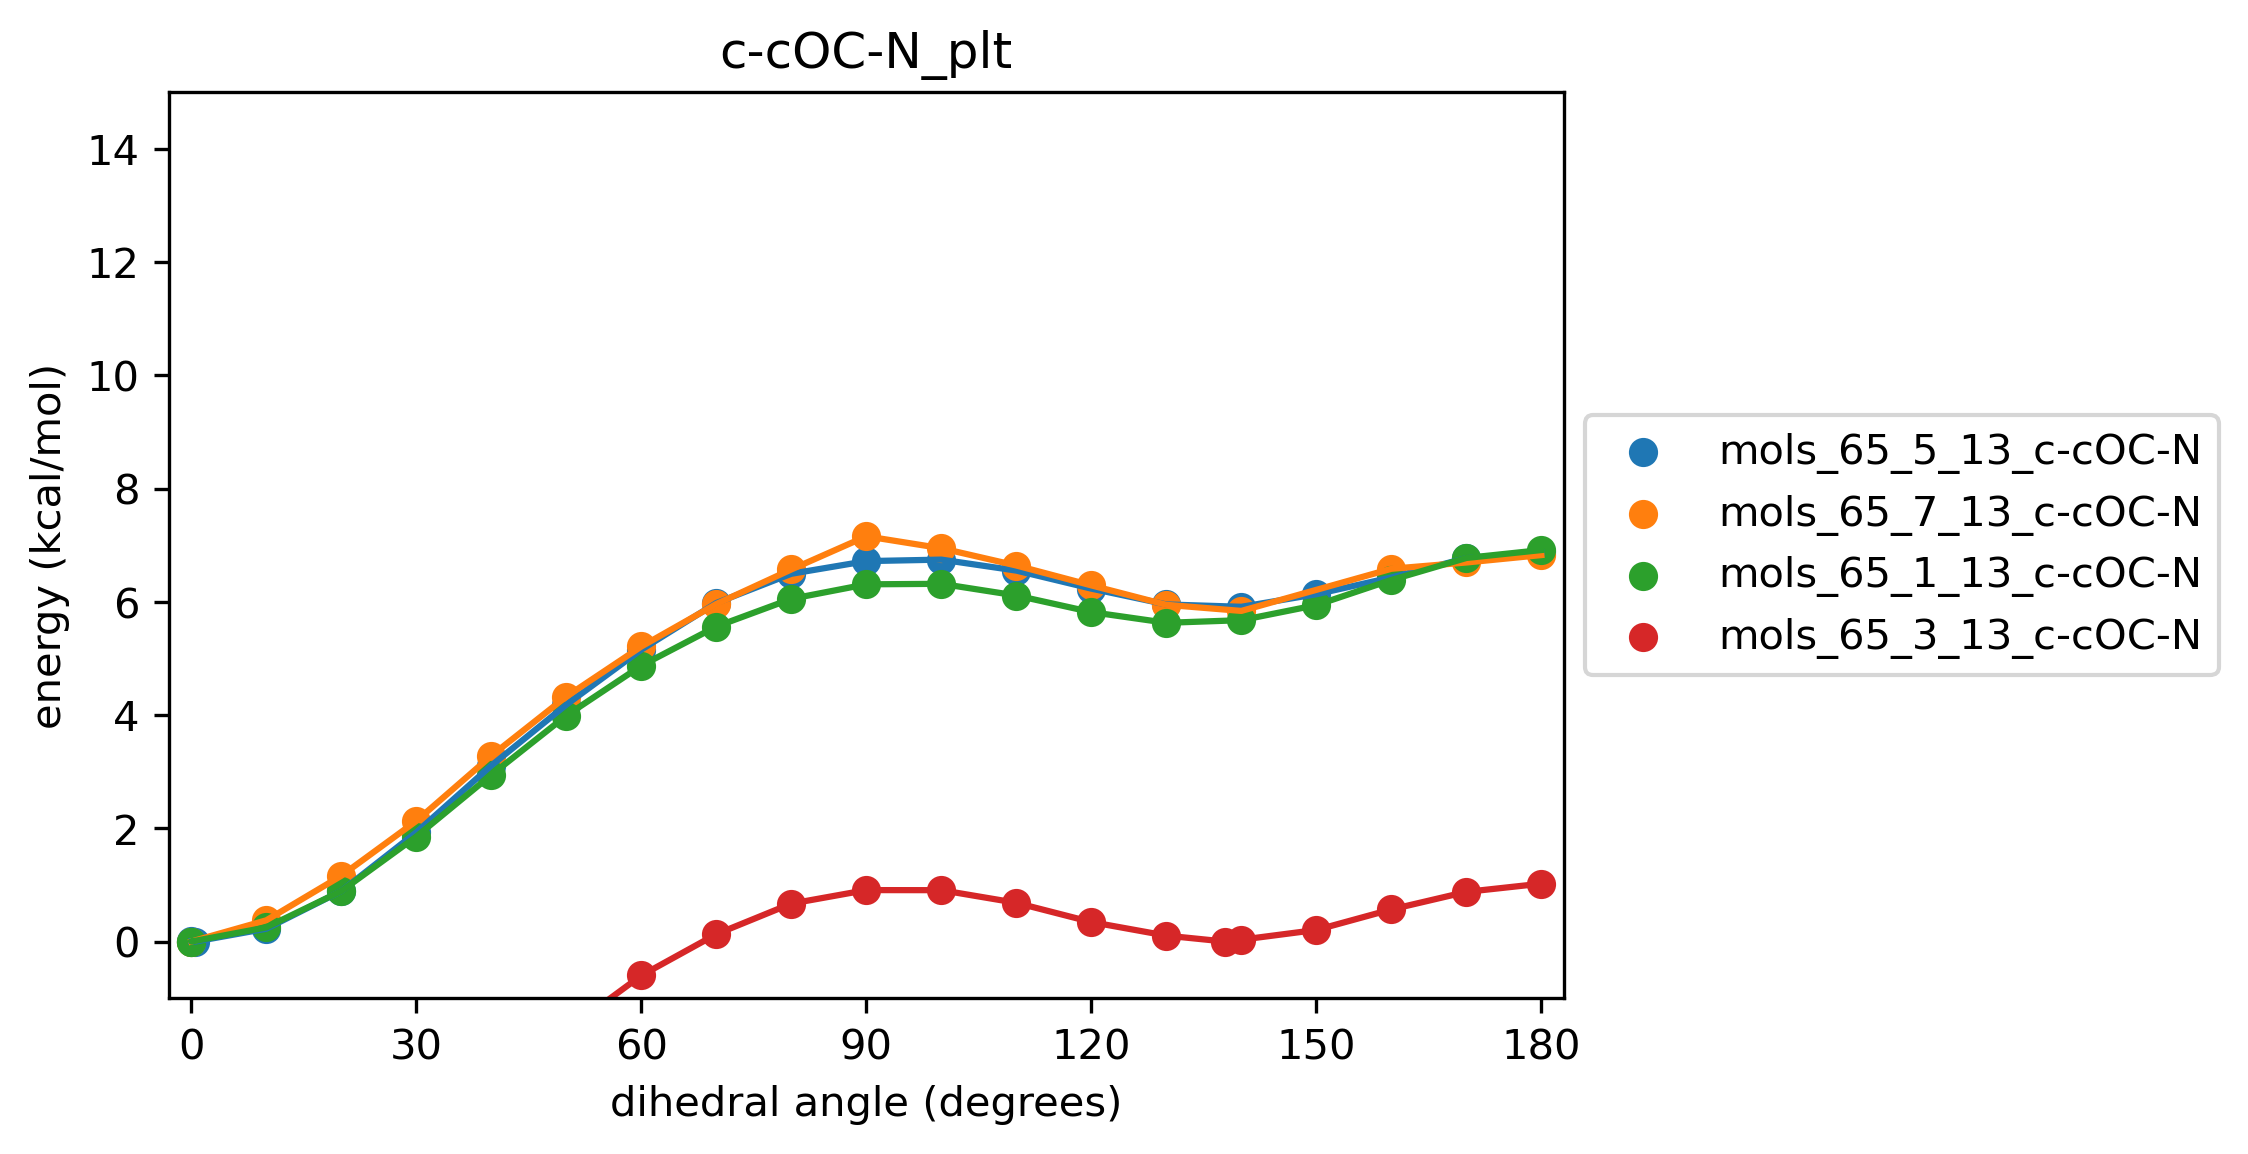 c-cOC-N_plt
energy (kcal/mol)
14
12
10
8
6
4
2
0
0 30 60 90 120 150 180
dihedral angle (degrees)
mols_65_5_13_c-cOC-N
mols_65_7_13_c-cOC-N
mols_65_1_13_c-cOC-N
mols_65_3_13_c-cOC-N